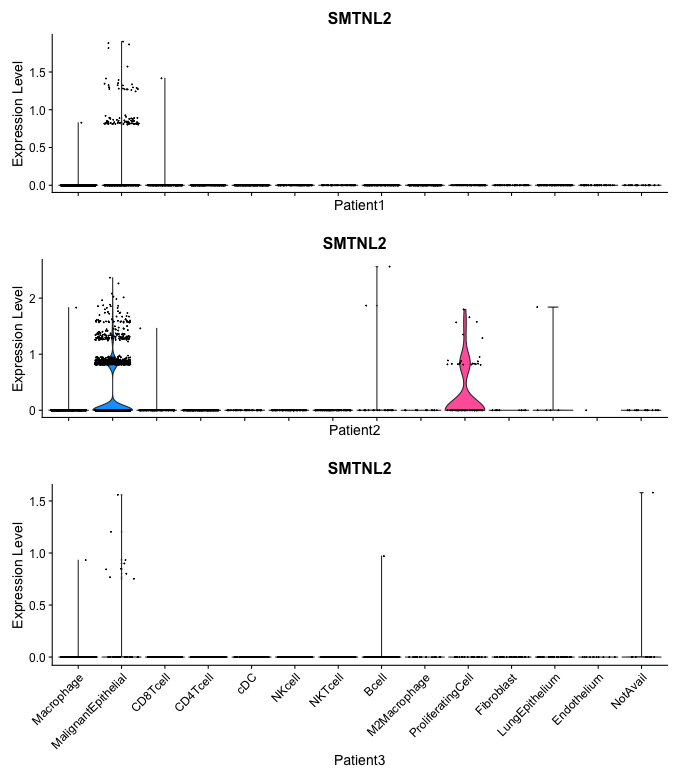 SMTNL2
Expression Level
1.5
1.0
0.5
0.0
Patient1
SMTNL2
Expression Level
2
1
0
Patient2
SMTNL2
Expression Level
1.5
1.0
0.5
0.0
Macrophage
MalignantEpithelial
CD8Tcell
CD4Tcell
cDC
NKcell
NKTcell
Bcell
M2Macrophage
ProliferatingCell
Fibroblast
LungEpithelium
Endothelium
NotAvail
Patient3